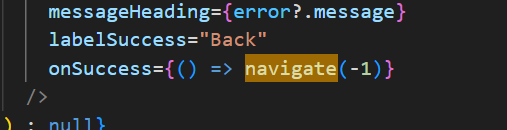 messageHeading={error?.message}
labelSuccess="Back"
onSuccess={() => navigate(-1)}
/>
) : null}